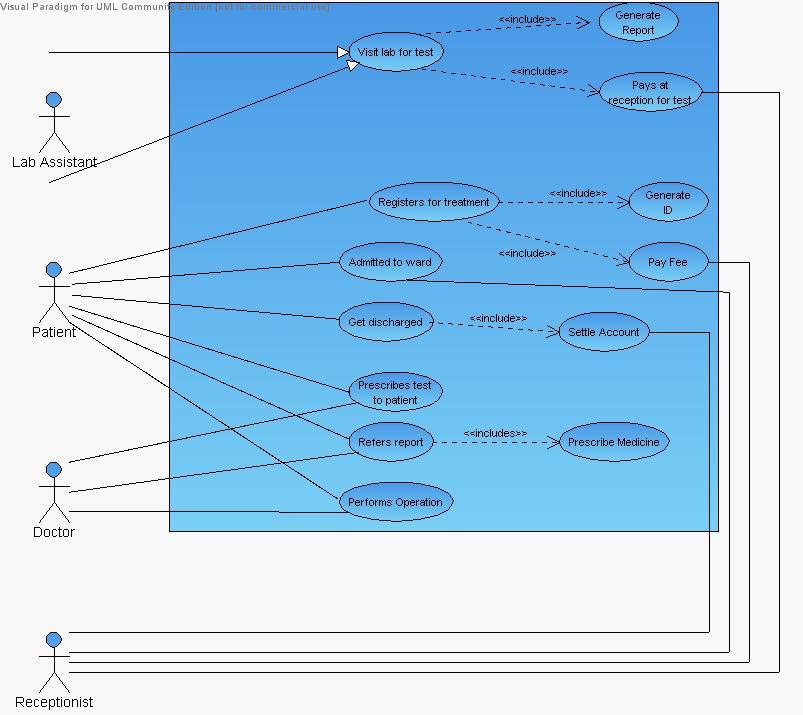 Visual Paradigm for UML Community Edition [not for commercial use]
<<include>>
Generate
Report
Visit lab for test
<<include>>
Pays at
reception for test
Lab Assistant
Registers for treatment
<<include>>
Generate
ID
<<include>>
Admitted to ward
Pay Fee
Patient
Get discharged
<<include>>
Settle Account
Prescribes test
to patient
Refers report
<<includes>>
Prescribe Medicine
Performs Operation
Doctor
Receptionist